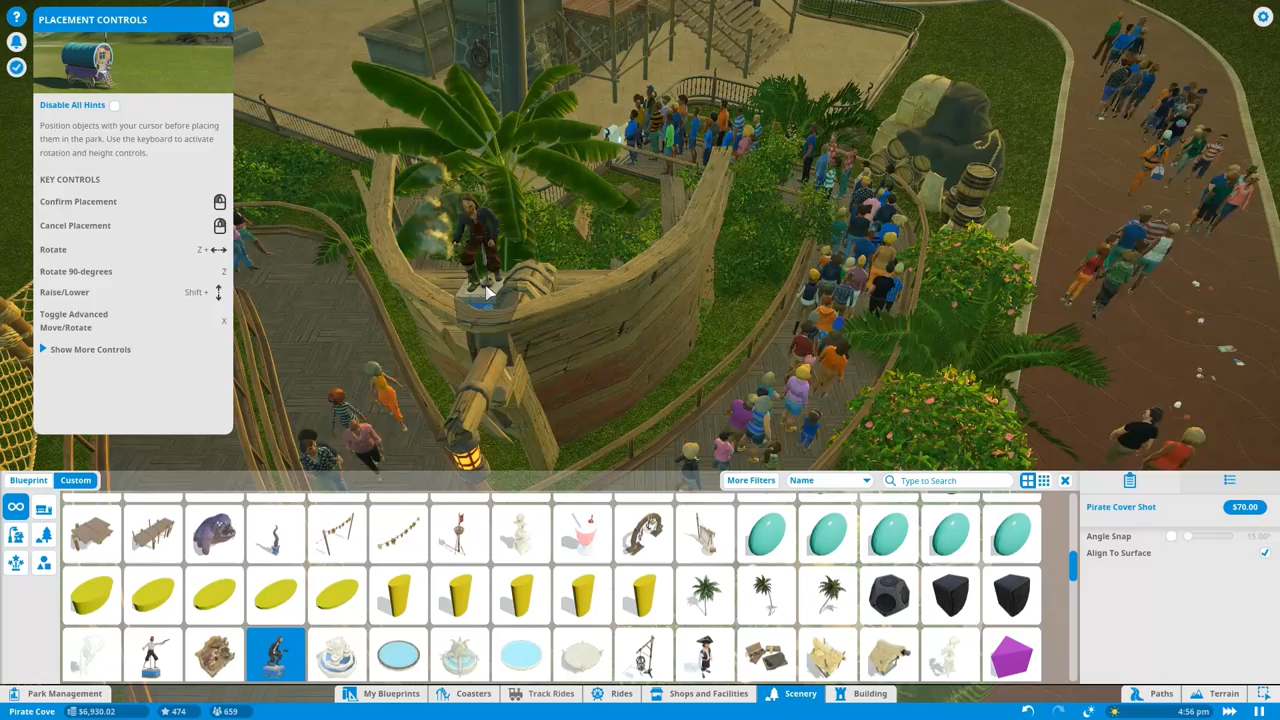 PLACEMENT CONTROLS
Disable All Hints
Position objects with your cursor before placing
them in the park. Use the keyboard to activate
rotation and height controls.
KEY CONTROLS
Confirm Placement
Cancel Placement
Rotate Z +
Rotate 90-degrees Z
Raise/Lower Shift +
Toggle Advanced
Move/Rotate X
Show More Controls
Blueprint Custom More Filters Name Type to Search
Pirate Cover Shot $70.00
Angle Snap 15.00°
Align To Surface
Park Management My Blueprints Coasters Track Rides Rides Shops and Facilities Scenery Building Paths Terrain
Pirate Cove $6,930.02 474 659 4:56 pm